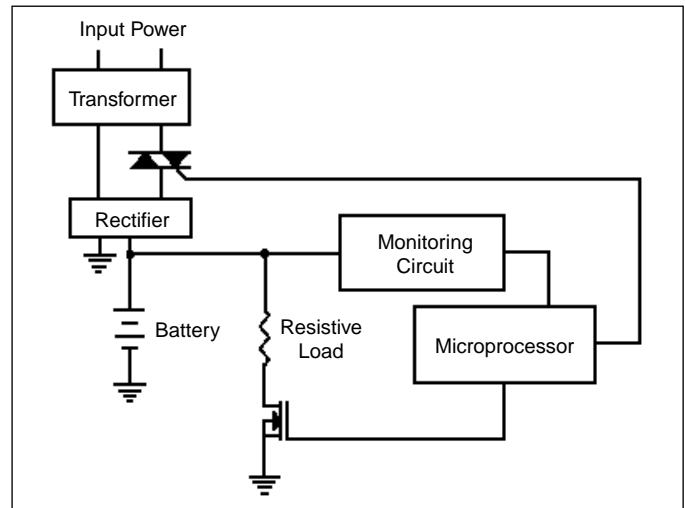 Input Power
Transformer
Rectifier
Monitoring
Circuit
Battery
Resistive
Load
Microprocessor